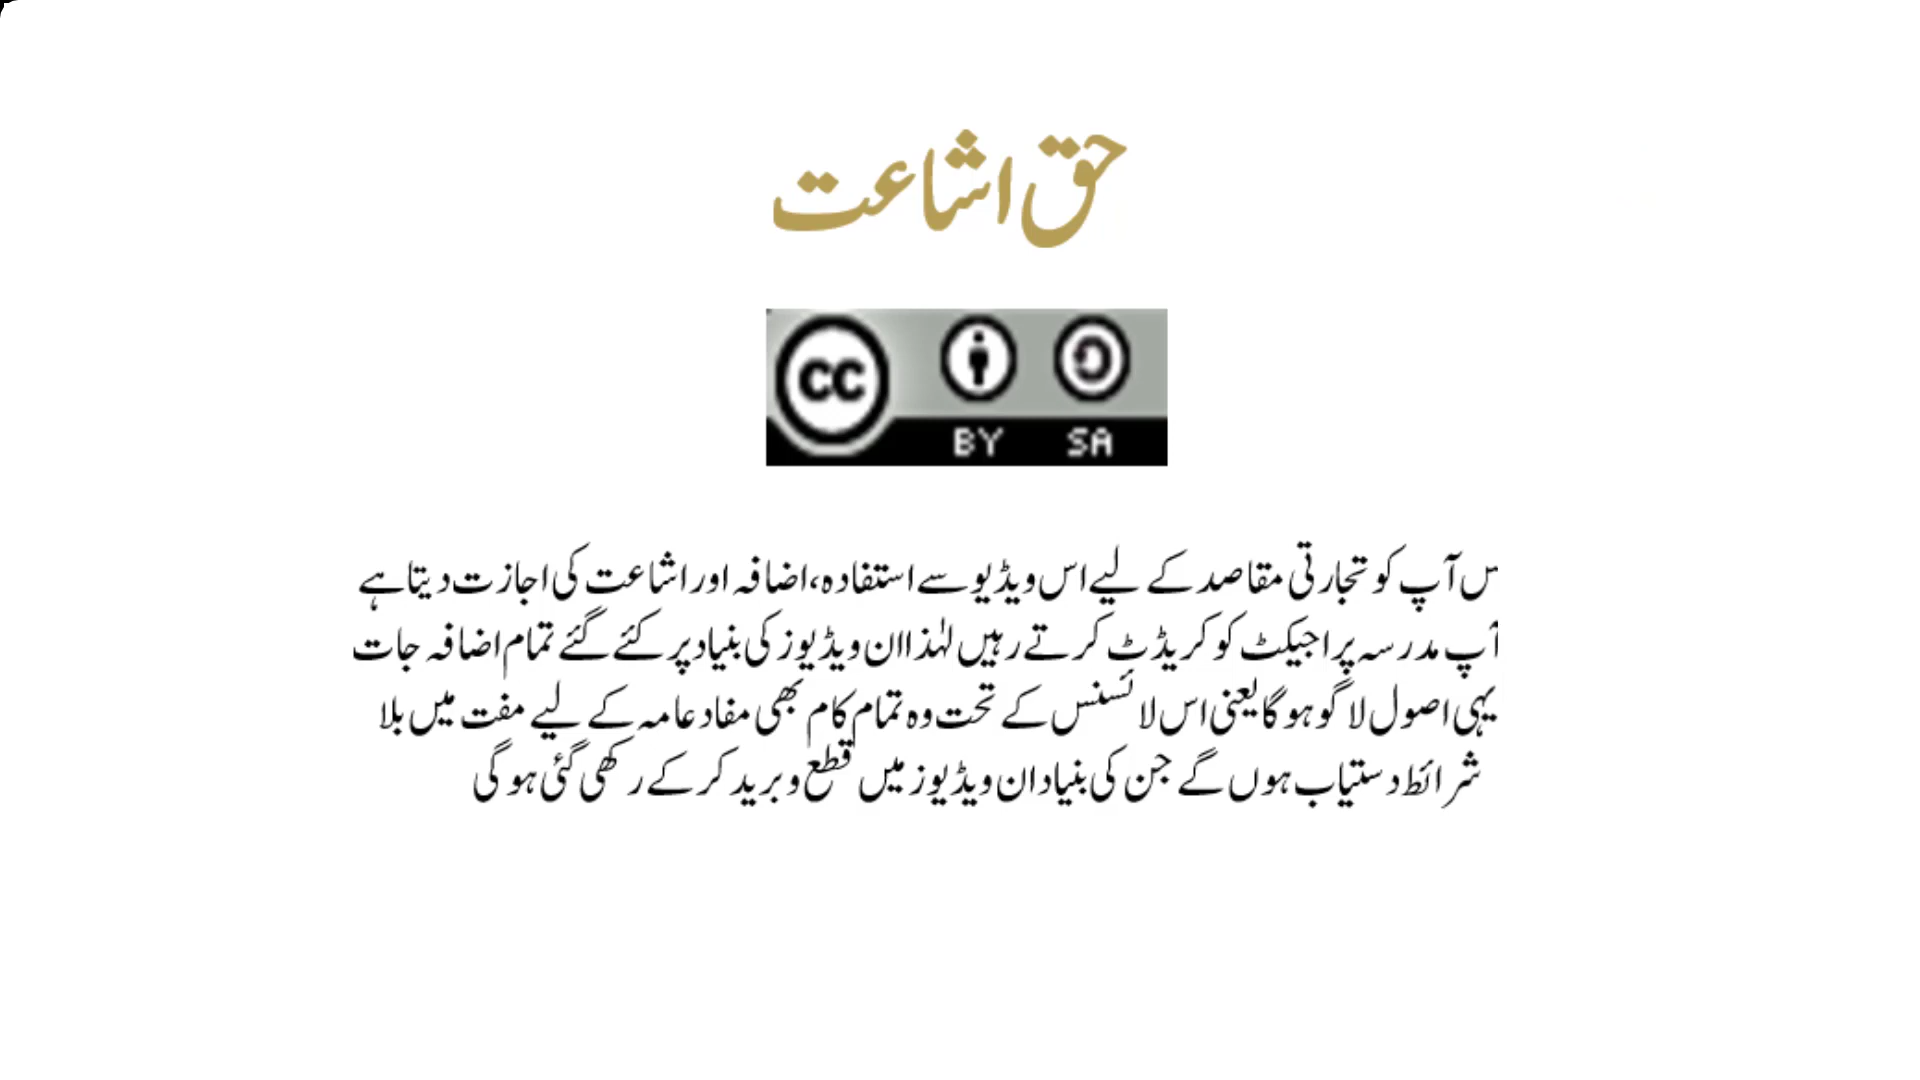 حق اشاعت
cc
BY SA
آپ کو تجارتی مقاصد کے لیے اس ویڈیو سے استفادہ، اضافہ اور اشاعت کی اجازت دیتا ہے
آپ مدرسہ پراجیکٹ کو کریڈٹ کرتے رہیں لہٰذا ان ویڈیوز کی بنیاد پر کئے گئے تمام اضافہ جات
یہی اصول لاگو ہو گا یعنی اس لائسنس کے تحت وہ تمام کام بھی مفاد عامہ کے لیے مفت میں بلا
شرائط دستیاب ہوں گے جن کی بنیاد ان ویڈیوز میں قطع و برید کر کے رکھی گئی ہو گی